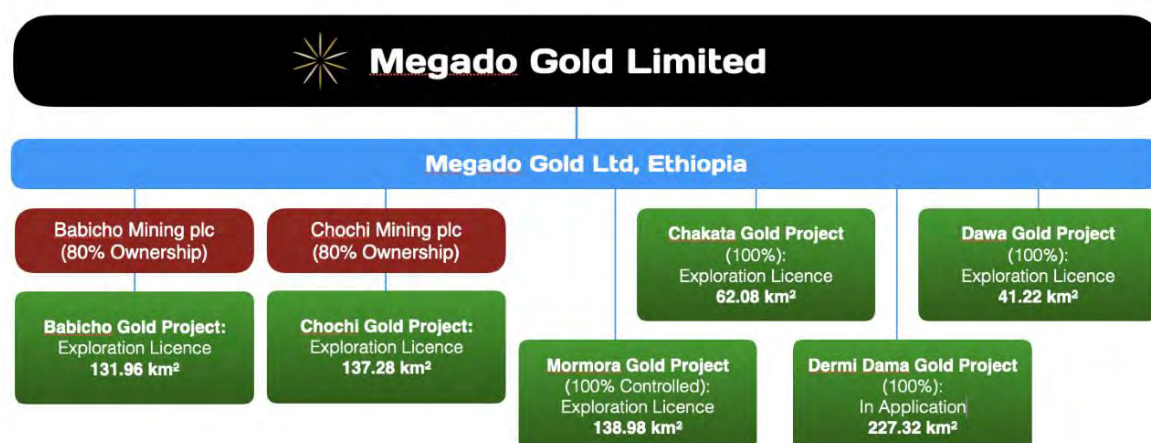 Megado Gold Limited
Megado Gold Ltd, Ethiopia
Babicho Mining plc
(80% Ownership)
Babicho Gold Project:
Exploration Licence
131.96 km²
Chochi Mining plc
(80% Ownership)
Chochi Gold Project:
Exploration Licence
137.28 km²
Mormora Gold Project
(100% Controlled):
Exploration Licence
138.98 km²
Chakata Gold Project
(100%):
Exploration Licence
62.08 km²
Dermi Dama Gold Project
(100%):
In Application
227.32 km²
Dawa Gold Project
(100%):
Exploration Licence
41.22 km²